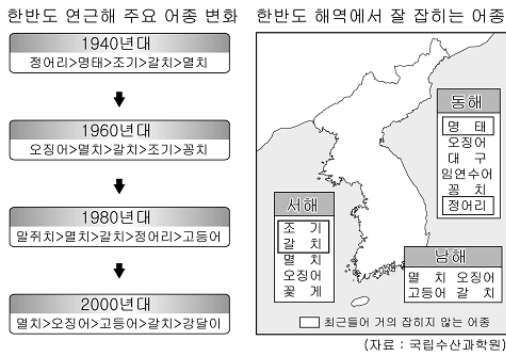 한반도 연근해 주요 어종 변화
1940년대
정어리>명태>조기>갈치>멸치
1960년대
오징어>멸치>갈치>조기>꽁치
1980년대
말쥐치>멸치>갈치>정어리>고등어
2000년대
멸치>오징어>고등어>갈치>강달이
한반도 해역에서 잘 잡히는 어종
동해
명 태
오징어
대 구
임연수어
꽁 치
정어리
서해
조 기
갈 치
멸 치
오징어
꽃 게
남해
멸 치 오징어
고등어 갈 치
최근들어 거의 잡히지 않는 어종
(자료 : 국립수산과학원)